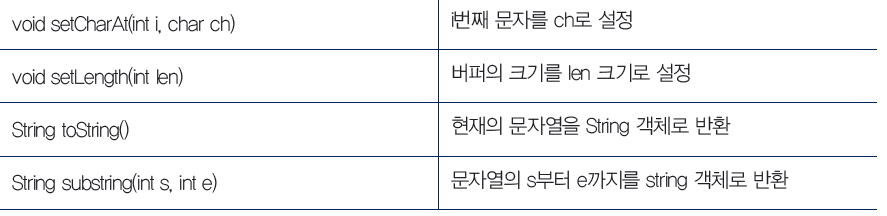 void setCharAt(int i, char ch)
i번째 문자를 ch로 설정
void setLength(int len)
버퍼의 크기를 len 크기로 설정
String toString()
현재의 문자열을 String 객체로 반환
String substring(int s, int e)
문자열의 s부터 e까지를 string 객체로 반환